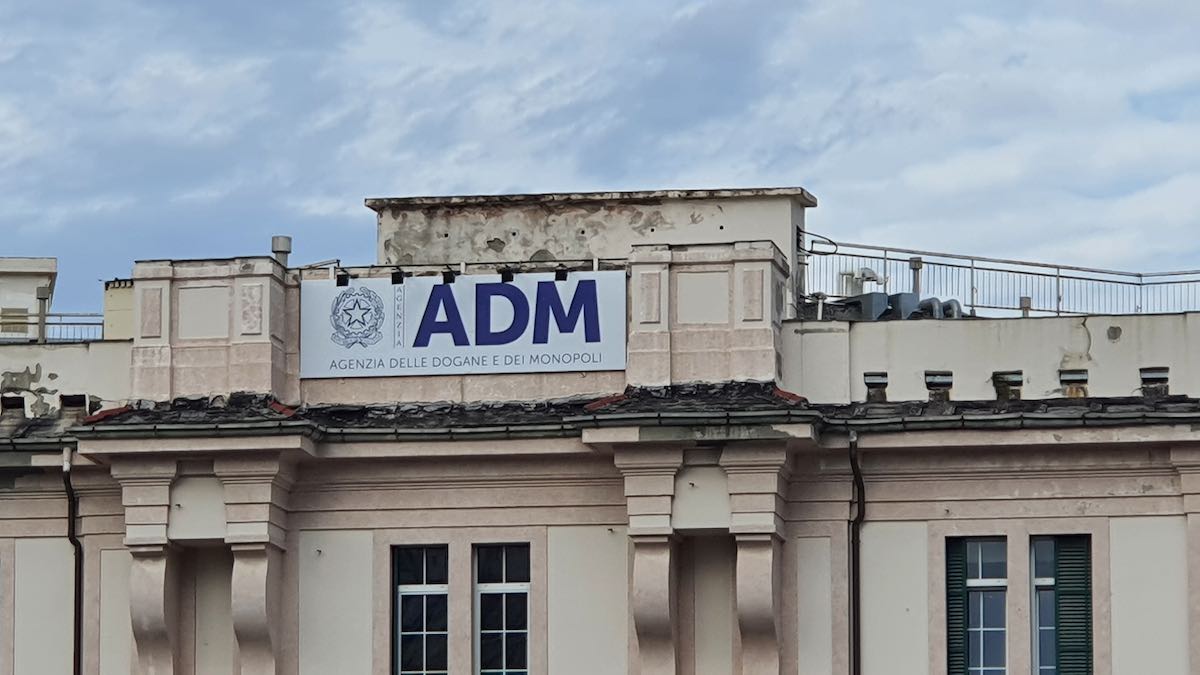 AGENZIA
ADM
AGENZIA DELLE DOGANE E DEI MONOPOLI